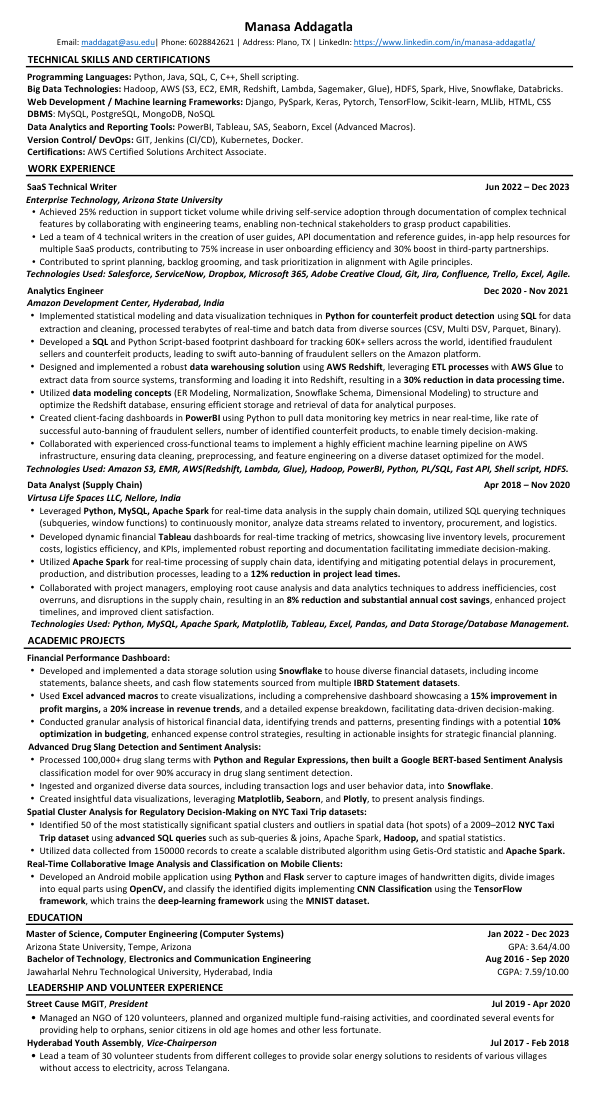 Manasa Addagatla
Email: maddagat@asu.edu| Phone: 6028842621 | Address: Plano, TX | LinkedIn: https://www.linkedin.com/in/manasa-addagatla/
TECHNICAL SKILLS AND CERTIFICATIONS
Programming Languages: Python, Java, SQL, C, C++, Shell scripting.
Big Data Technologies: Hadoop, AWS (S3, EC2, EMR, Redshift, Lambda, Sagemaker, Glue), HDFS, Spark, Hive, Snowflake, Databricks.
Web Development / Machine learning Frameworks: Django, PySpark, Keras, Pytorch, TensorFlow, Scikit-learn, MLlib, HTML, CSS
DBMS: MySQL, PostgreSQL, MongoDB, NoSQL
Data Analytics and Reporting Tools: PowerBI, Tableau, SAS, Seaborn, Excel (Advanced Macros).
Version Control/ DevOps: GIT, Jenkins (CI/CD), Kubernetes, Docker.
Certifications: AWS Certified Solutions Architect Associate.
WORK EXPERIENCE
SaaS Technical Writer Jun 2022 – Dec 2023
Enterprise Technology, Arizona State University
• Achieved 25% reduction in support ticket volume while driving self-service adoption through documentation of complex technical
features by collaborating with engineering teams, enabling non-technical stakeholders to grasp product capabilities.
• Led a team of 4 technical writers in the creation of user guides, API documentation and reference guides, in-app help resources for
multiple SaaS products, contributing to 75% increase in user onboarding efficiency and 30% boost in third-party partnerships.
• Contributed to sprint planning, backlog grooming, and task prioritization in alignment with Agile principles.
Technologies Used: Salesforce, ServiceNow, Dropbox, Microsoft 365, Adobe Creative Cloud, Git, Jira, Confluence, Trello, Excel, Agile.
Analytics Engineer Dec 2020 - Nov 2021
Amazon Development Center, Hyderabad, India
• Implemented statistical modeling and data visualization techniques in Python for counterfeit product detection using SQL for data
extraction and cleaning, processed terabytes of real-time and batch data from diverse sources (CSV, Multi DSV, Parquet, Binary).
• Developed a SQL and Python Script-based footprint dashboard for tracking 60K+ sellers across the world, identified fraudulent
sellers and counterfeit products, leading to swift auto-banning of fraudulent sellers on the Amazon platform.
• Designed and implemented a robust data warehousing solution using AWS Redshift, leveraging ETL processes with AWS Glue to
extract data from source systems, transforming and loading it into Redshift, resulting in a 30% reduction in data processing time.
• Utilized data modeling concepts (ER Modeling, Normalization, Snowflake Schema, Dimensional Modeling) to structure and
optimize the Redshift database, ensuring efficient storage and retrieval of data for analytical purposes.
• Created client-facing dashboards in PowerBI using Python to pull data monitoring key metrics in near real-time, like rate of
successful auto-banning of fraudulent sellers, number of identified counterfeit products, to enable timely decision-making.
• Collaborated with experienced cross-functional teams to implement a highly efficient machine learning pipeline on AWS
infrastructure, ensuring data cleaning, preprocessing, and feature engineering on a diverse dataset optimized for the model.
Technologies Used: Amazon S3, EMR, AWS(Redshift, Lambda, Glue), Hadoop, PowerBI, Python, PL/SQL, Fast API, Shell script, HDFS.
Data Analyst (Supply Chain) Apr 2018 – Nov 2020
Virtusa Life Spaces LLC, Nellore, India
• Leveraged Python, MySQL, Apache Spark for real-time data analysis in the supply chain domain, utilized SQL querying techniques
(subqueries, window functions) to continuously monitor, analyze data streams related to inventory, procurement, and logistics.
• Developed dynamic financial Tableau dashboards for real-time tracking of metrics, showcasing live inventory levels, procurement
costs, logistics efficiency, and KPIs, implemented robust reporting and documentation facilitating immediate decision-making.
• Utilized Apache Spark for real-time processing of supply chain data, identifying and mitigating potential delays in procurement,
production, and distribution processes, leading to a 12% reduction in project lead times.
• Collaborated with project managers, employing root cause analysis and data analytics techniques to address inefficiencies, cost
overruns, and disruptions in the supply chain, resulting in an 8% reduction and substantial annual cost savings, enhanced project
timelines, and improved client satisfaction.
Technologies Used: Python, MySQL, Apache Spark, Matplotlib, Tableau, Excel, Pandas, and Data Storage/Database Management.
ACADEMIC PROJECTS
Financial Performance Dashboard:
• Developed and implemented a data storage solution using Snowflake to house diverse financial datasets, including income
statements, balance sheets, and cash flow statements sourced from multiple IBRD Statement datasets.
• Used Excel advanced macros to create visualizations, including a comprehensive dashboard showcasing a 15% improvement in
profit margins, a 20% increase in revenue trends, and a detailed expense breakdown, facilitating data-driven decision-making.
• Conducted granular analysis of historical financial data, identifying trends and patterns, presenting findings with a potential 10%
optimization in budgeting, enhanced expense control strategies, resulting in actionable insights for strategic financial planning.
Advanced Drug Slang Detection and Sentiment Analysis:
• Processed 100,000+ drug slang terms with Python and Regular Expressions, then built a Google BERT-based Sentiment Analysis
classification model for over 90% accuracy in drug slang sentiment detection.
• Ingested and organized diverse data sources, including transaction logs and user behavior data, into Snowflake.
• Created insightful data visualizations, leveraging Matplotlib, Seaborn, and Plotly, to present analysis findings.
Spatial Cluster Analysis for Regulatory Decision-Making on NYC Taxi Trip datasets:
• Identified 50 of the most statistically significant spatial clusters and outliers in spatial data (hot spots) of a 2009–2012 NYC Taxi
Trip dataset using advanced SQL queries such as sub-queries & joins, Apache Spark, Hadoop, and spatial statistics.
• Utilized data collected from 150000 records to create a scalable distributed algorithm using Getis-Ord statistic and Apache Spark.
Real-Time Collaborative Image Analysis and Classification on Mobile Clients:
• Developed an Android mobile application using Python and Flask server to capture images of handwritten digits, divide images
into equal parts using OpenCV, and classify the identified digits implementing CNN Classification using the TensorFlow
framework, which trains the deep-learning framework using the MNIST dataset.
EDUCATION
Master of Science, Computer Engineering (Computer Systems) Jan 2022 - Dec 2023
Arizona State University, Tempe, Arizona GPA: 3.64/4.00
Bachelor of Technology, Electronics and Communication Engineering Aug 2016 - Sep 2020
Jawaharlal Nehru Technological University, Hyderabad, India CGPA: 7.59/10.00
LEADERSHIP AND VOLUNTEER EXPERIENCE
Street Cause MGIT, President Jul 2019 - Apr 2020
• Managed an NGO of 120 volunteers, planned and organized multiple fund-raising activities, and coordinated several events for
providing help to orphans, senior citizens in old age homes and other less fortunate.
Hyderabad Youth Assembly, Vice-Chairperson Jul 2017 - Feb 2018
• Lead a team of 30 volunteer students from different colleges to provide solar energy solutions to residents of various villages
without access to electricity, across Telangana.